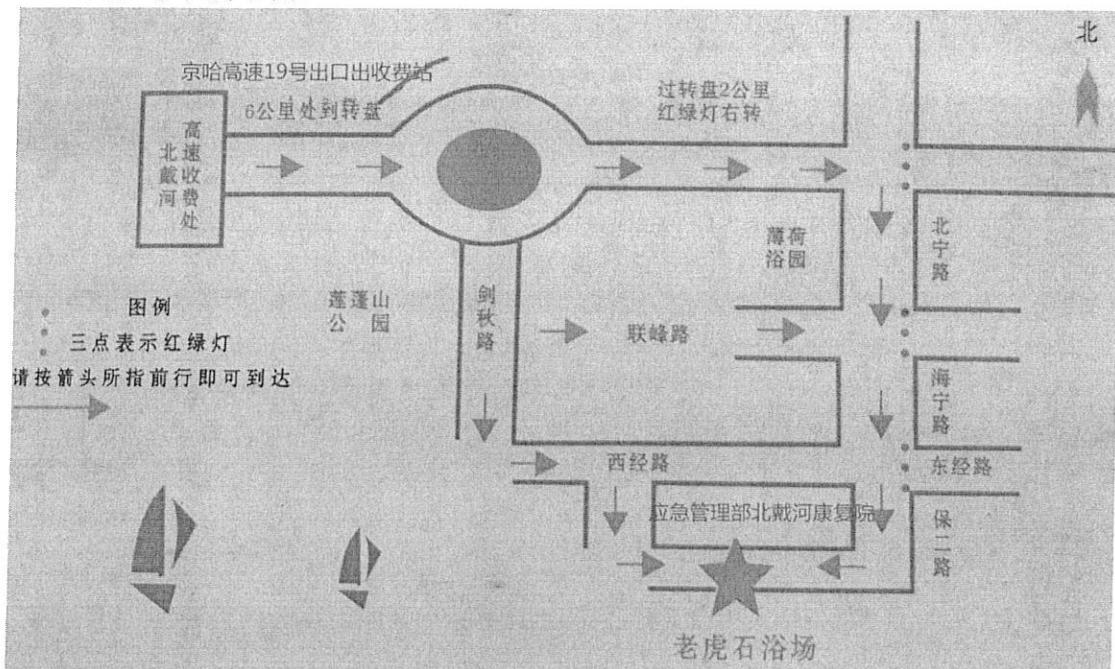 北
京哈高速19号出口出收费站
6公里处到转盘
过转盘2公里
红绿灯右转
北戴河
高速收费处
薄荷
浴园
北宁路
图例
三点表示红绿灯
请按箭头所指前行即可到达
蓬蓬山
公园
剑秋路
联峰路
海宁路
西经路
东经路
应急管理部北戴河康复院
保二路
老虎石浴场